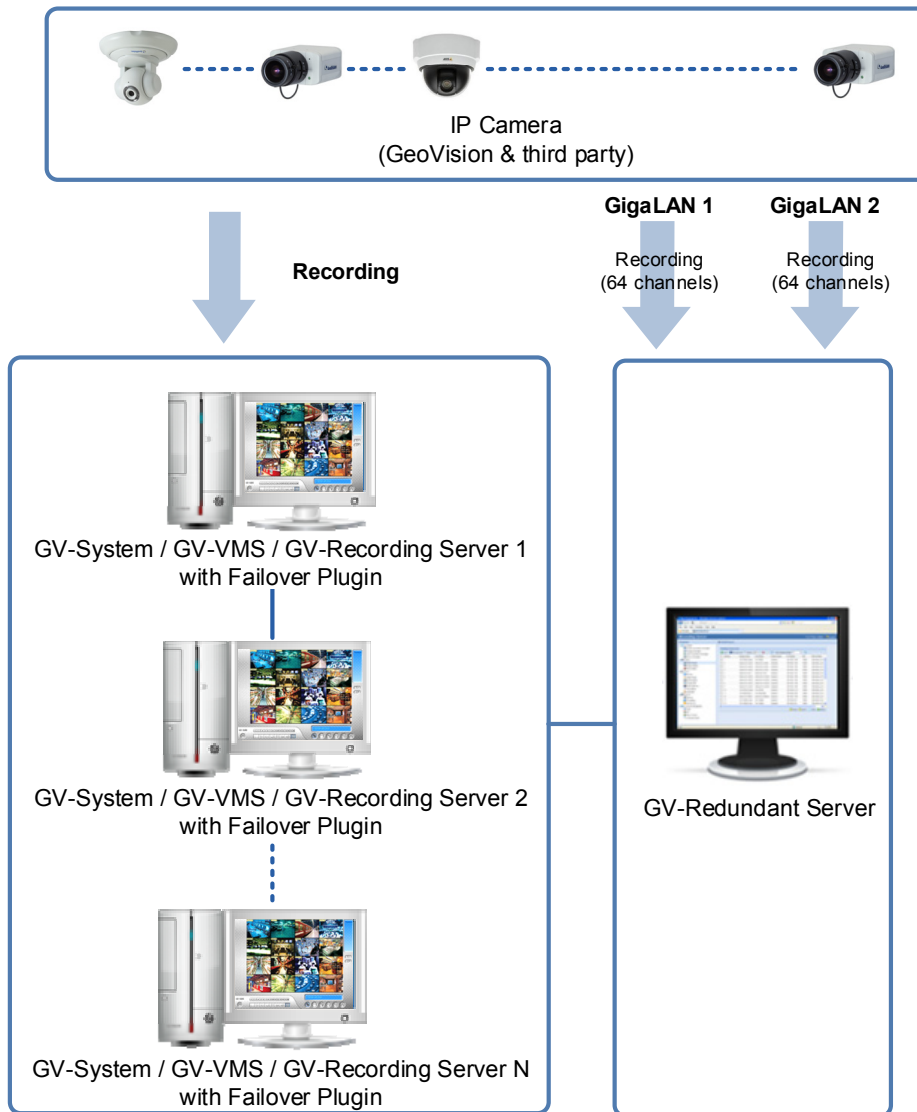 IP Camera
(GeoVision & third party)
GigaLAN 1
GigaLAN 2
Recording
Recording
(64 channels)
Recording
(64 channels)
GV-System / GV-VMS / GV-Recording Server 1
with Failover Plugin
GV-System / GV-VMS / GV-Recording Server 2
with Failover Plugin
GV-Redundant Server
GV-System / GV-VMS / GV-Recording Server N
with Failover Plugin